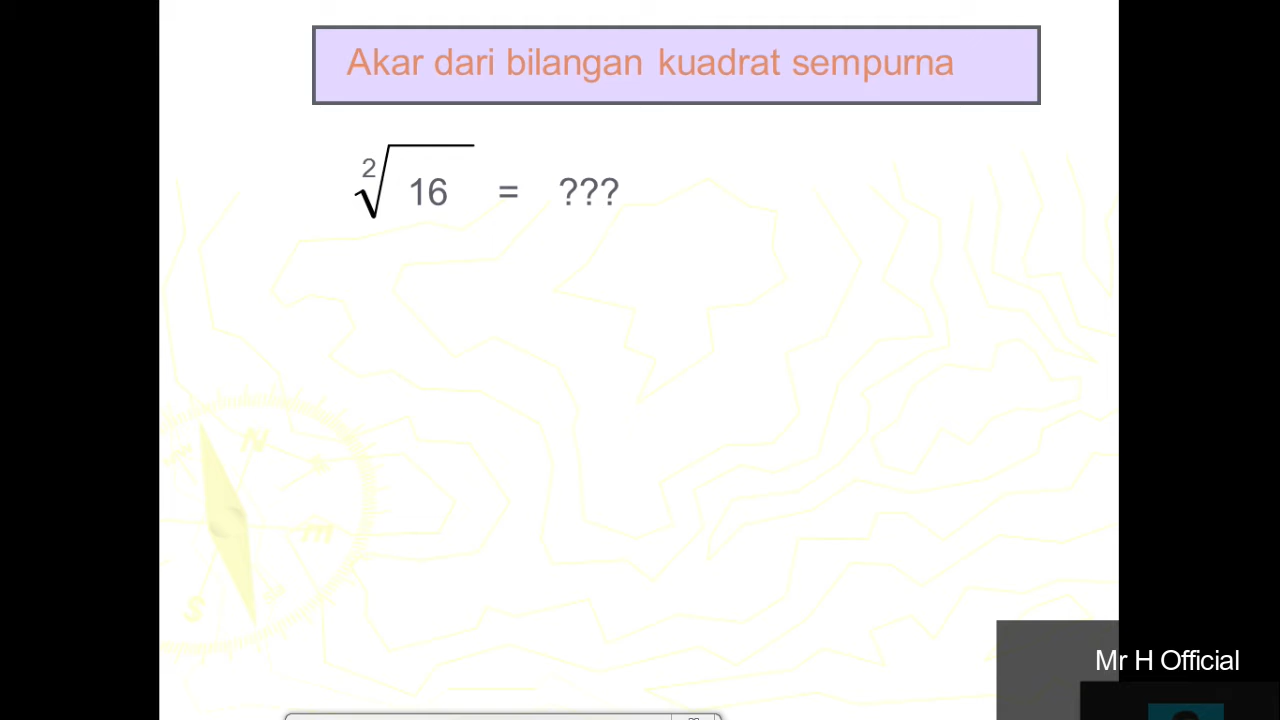 Akar dari bilangan kuadrat sempurna
2√16 = ???
N
m
S
Mr H Official